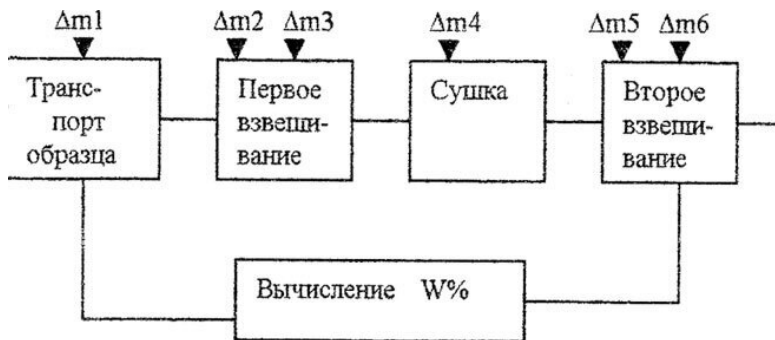 Δm1 Δm2 Δm3 Δm4 Δm5 Δm6
Транс-
порт
образца
Первое
взвеши-
вание
Сушка
Второе
взвеши-
вание
Вычисление W%